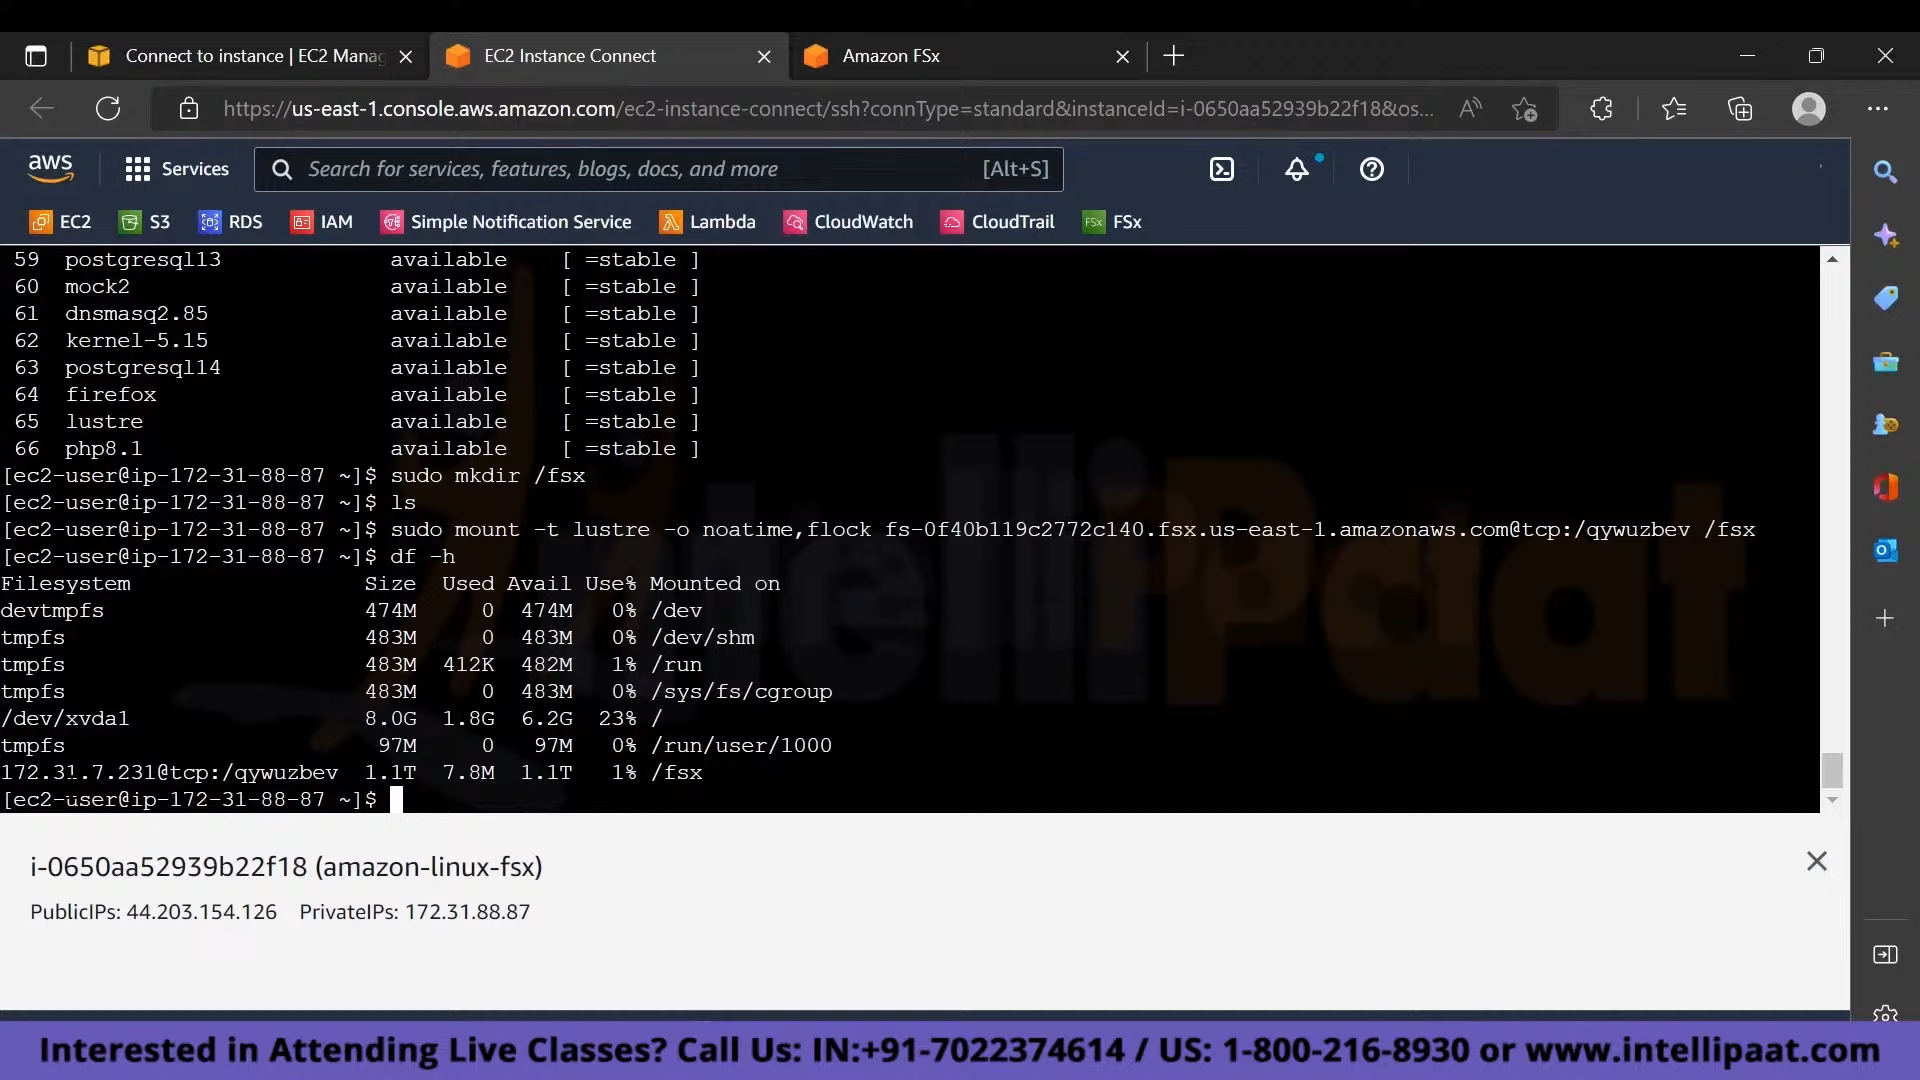 Connect to instance | EC2 Manag
EC2 Instance Connect
Amazon FSx
https://us-east-1.console.aws.amazon.com/ec2-instance-connect/ssh?connType=standard&instanceId=i-0650aa52939b22f18&os...
aws
Services
Search for services, features, blogs, docs, and more
[Alt+S]
EC2
S3
RDS
IAM
Simple Notification Service
Lambda
CloudWatch
CloudTrail
FSx
FSx
59 postgresql13 available [ =stable ]
60 mock2 available [ =stable ]
61 dnsmasq2.85 available [ =stable ]
62 kernel-5.15 available [ =stable ]
63 postgresql14 available [ =stable ]
64 firefox available [ =stable ]
65 lustre available [ =stable ]
66 php8.1 available [ =stable ]
[ec2-user@ip-172-31-88-87 ~]$ sudo mkdir /fsx
[ec2-user@ip-172-31-88-87 ~]$ ls
[ec2-user@ip-172-31-88-87 ~]$ sudo mount -t lustre -o noatime,flock fs-0f40b119c2772c140.fsx.us-east-1.amazonaws.com@tcp:/qywuzbev /fsx
[ec2-user@ip-172-31-88-87 ~]$ df -h
Filesystem Size Used Avail Use% Mounted on
devtmpfs 474M 0 474M 0% /dev
tmpfs 483M 0 483M 0% /dev/shm
tmpfs 483M 412K 482M 1% /run
tmpfs 483M 0 483M 0% /sys/fs/cgroup
/dev/xvda1 8.0G 1.8G 6.2G 23% /
tmpfs 97M 0 97M 0% /run/user/1000
172.31.7.231@tcp:/qywuzbev 1.1T 7.8M 1.1T 1% /fsx
[ec2-user@ip-172-31-88-87 ~]$
IntelliPaat
i-0650aa52939b22f18 (amazon-linux-fsx)
PublicIPs: 44.203.154.126 PrivateIPs: 172.31.88.87
Interested in Attending Live Classes? Call Us: IN:+91-7022374614 / US: 1-800-216-8930 or www.intellipaat.com